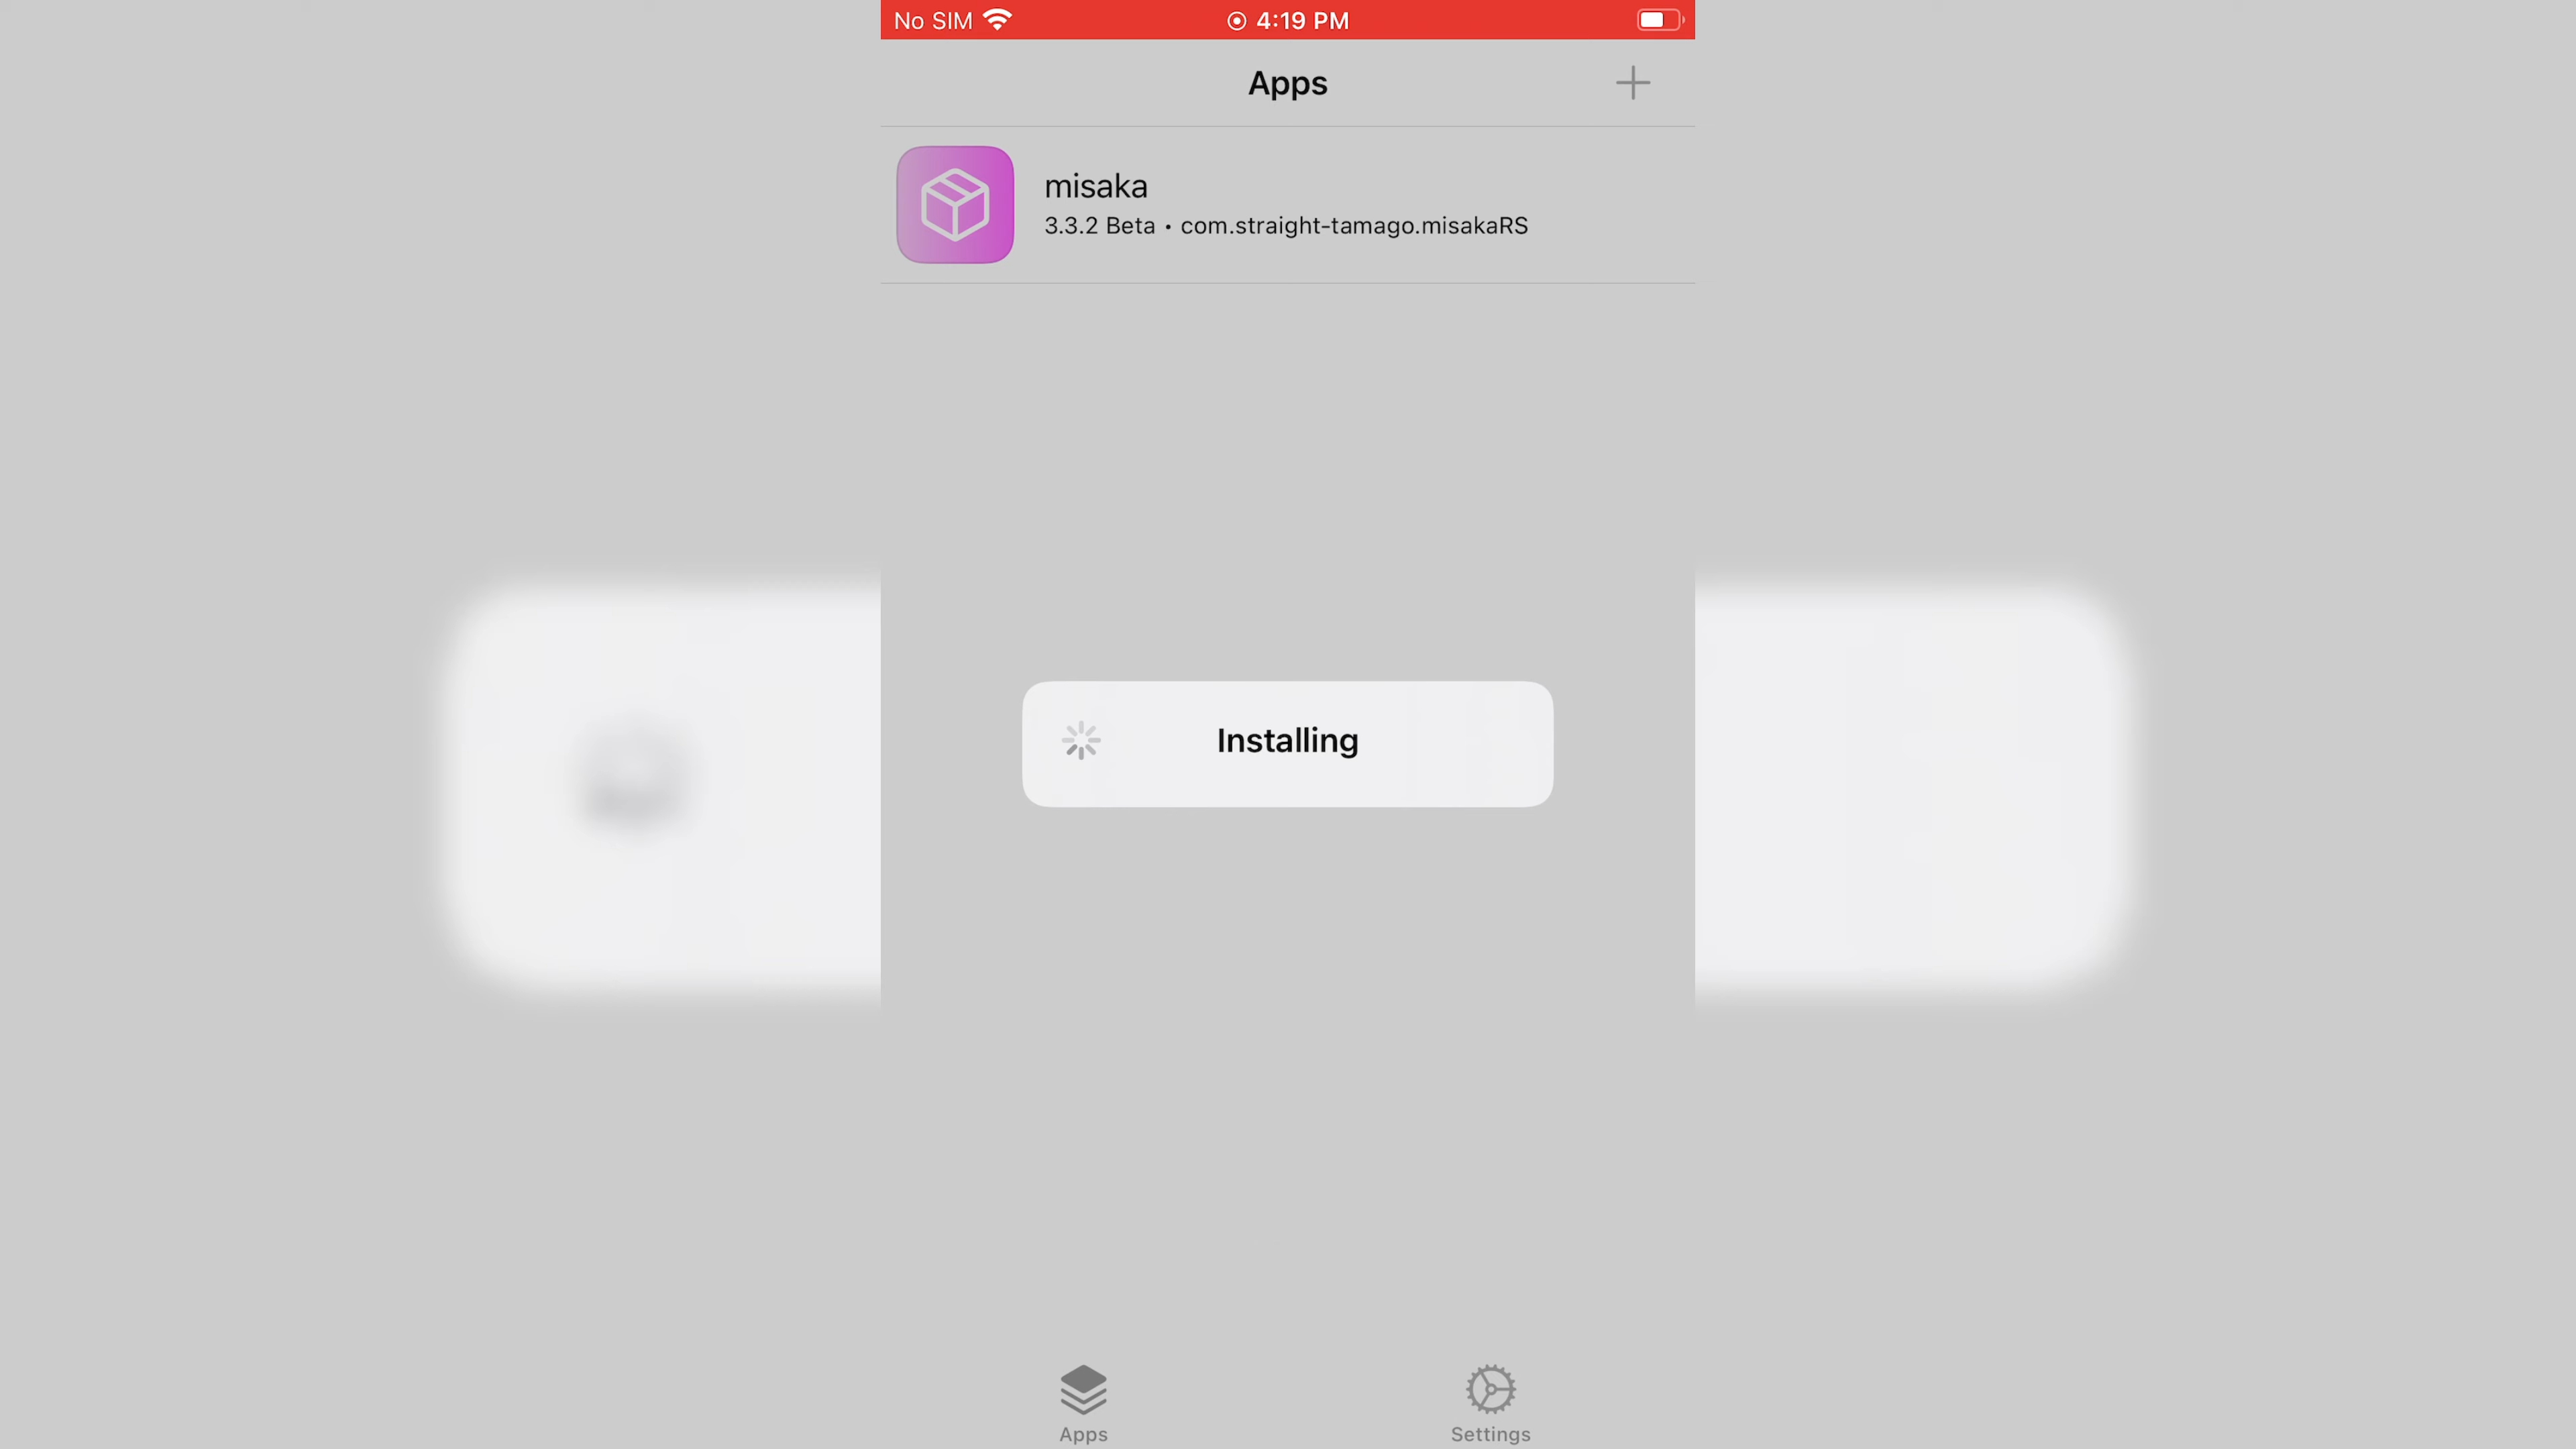 No SIM 4:19 PM
Apps
misaka
3.3.2 Beta • com.straight-tamago.misakaRS
Installing
Apps
Settings